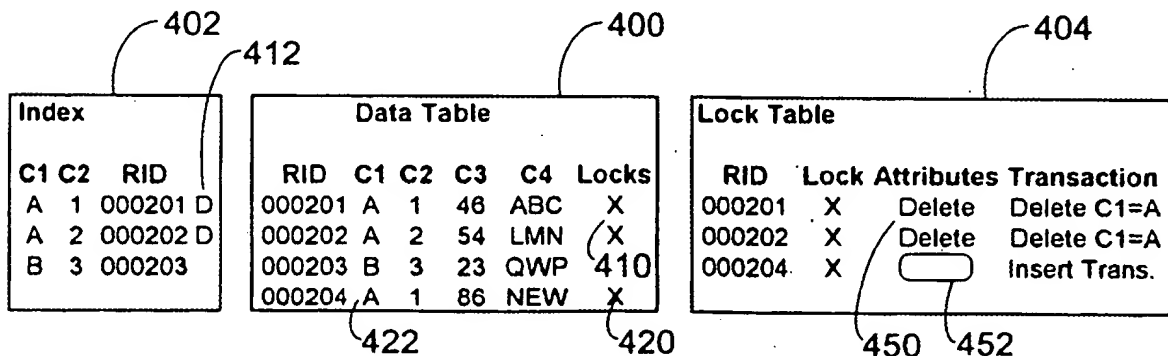 402
412
400
404
Index
C1 C2 RID
A 1 000201 D
A 2 000202 D
B 3 000203
Data Table
RID C1 C2 C3 C4 Locks
000201 A 1 46 ABC X
000202 A 2 54 LMN X
000203 B 3 23 QWP 410
000204 A 1 86 NEW X
422
420
Lock Table
RID Lock Attributes Transaction
000201 X Delete Delete C1=A
000202 X Delete Delete C1=A
000204 X Insert Trans.
450
452